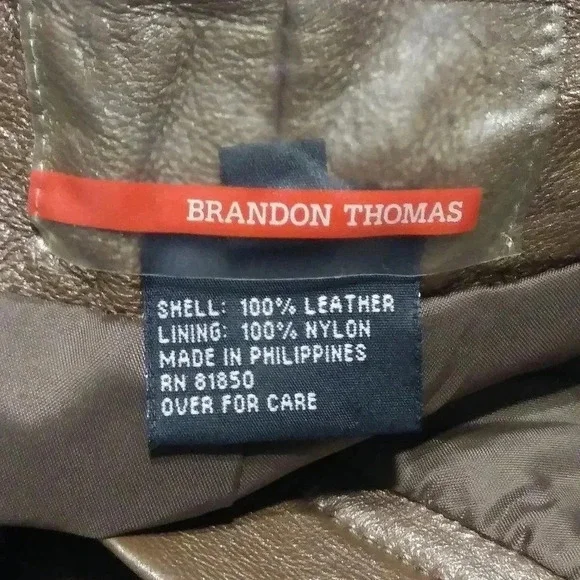 BRANDON THOMAS
SHELL: 100% LEATHER
LINING: 100% NYLON
MADE IN PHILIPPINES
RN 81850
OVER FOR CARE